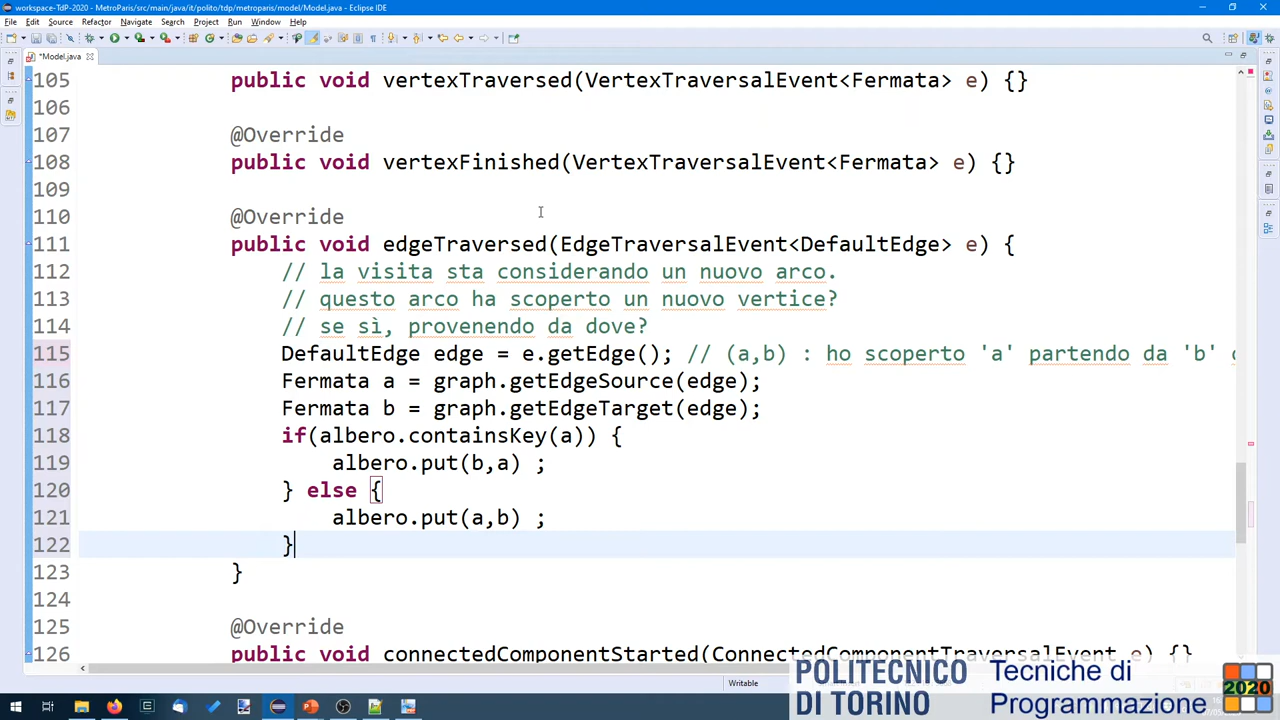 workspace-TdP-2020 - MetroParis/src/main/java/it/polito/tdp/metroparis/model/Model.java - Eclipse IDE
File Edit Source Refactor Navigate Search Project Run Window Help
*Model.java
105 public void vertexTraversed(VertexTraversalEvent<Fermata> e) {}
106
107 @Override
108 public void vertexFinished(VertexTraversalEvent<Fermata> e) {}
109
110 @Override
111 public void edgeTraversed(EdgeTraversalEvent<DefaultEdge> e) {
112 // la visita sta considerando un nuovo arco.
113 // questo arco ha scoperto un nuovo vertice?
114 // se sì, provenendo da dove?
115 DefaultEdge edge = e.getEdge(); // (a,b) : ho scoperto 'a' partendo da 'b'
116 Fermata a = graph.getEdgeSource(edge);
117 Fermata b = graph.getEdgeTarget(edge);
118 if(albero.containsKey(a)) {
119 albero.put(b,a) ;
120 } else {
121 albero.put(a,b) ;
122 }
123 }
124
125 @Override
126 public void connectedComponentStarted(ConnectedComponentTraversalEvent e) {}
Writable
POLITECNICO
DI TORINO
Tecniche di
Programmazione
2020